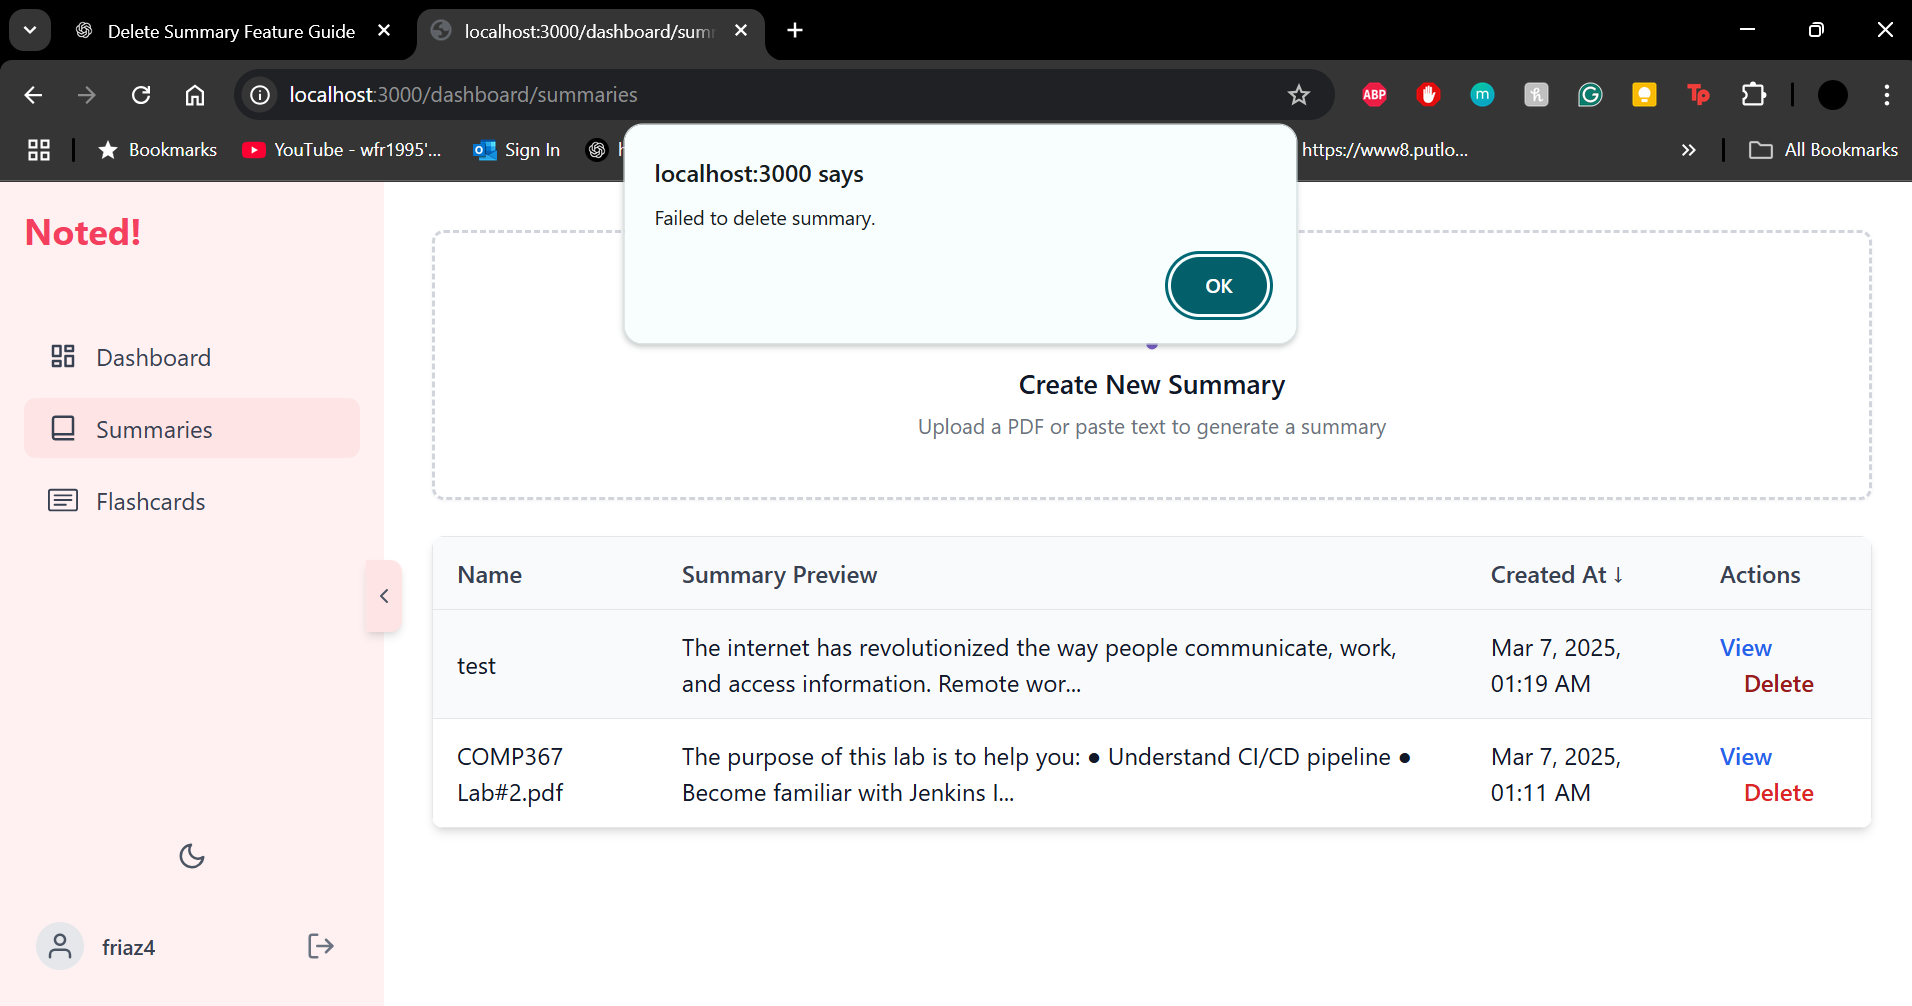 Delete Summary Feature Guide
localhost:3000/dashboard/sum
localhost:3000/dashboard/summaries
ABP
m
h
G
Tp
Bookmarks
YouTube - wfr1995'...
Sign In
https://www8.putlo...
All Bookmarks
localhost:3000 says
Failed to delete summary.
OK
Noted!
Dashboard
Summaries
Flashcards
friaz4
Create New Summary
Upload a PDF or paste text to generate a summary
Name Summary Preview Created At ↓ Actions
test
The internet has revolutionized the way people communicate, work,
and access information. Remote wor...
Mar 7, 2025,
01:19 AM
View
Delete
COMP367
Lab#2.pdf
The purpose of this lab is to help you: ● Understand CI/CD pipeline ●
Become familiar with Jenkins I...
Mar 7, 2025,
01:11 AM
View
Delete